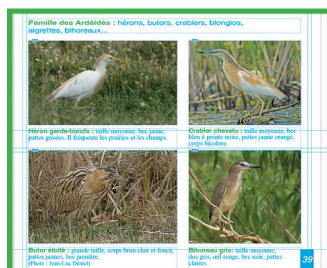 Famille des Ardéidés : hérons, butors, crabiers, blongios,
aigrettes, bihoreaux...
Héron garde-bœufs : taille moyenne, bec jaune,
pattes grisées. Il fréquente les prairies et les champs.
Crabier chevelu : taille moyenne, bec
bleu à pointe noire, pattes jaune orangé,
corps bicolore.
Butor étoilé : grande taille, corps brun clair et foncé,
pattes jaunes, bec jaunâtre.
(Photo : Jean-Luc
Bihoreau gris: taille moyenne,
dos gris, œil rouge, bec noir, pattes
claires.
39